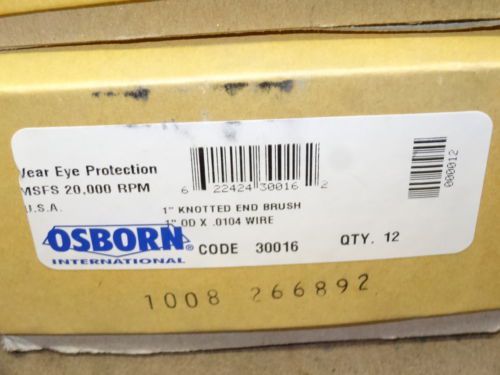 Wear Eye Protection
MSFS 20,000 RPM
U.S.A.
6 22424 30016 2
000012
1" KNOTTED END BRUSH
1" OD X .0104 WIRE
OSBORN®
INTERNATIONAL
CODE 30016 QTY. 12
1008 266892